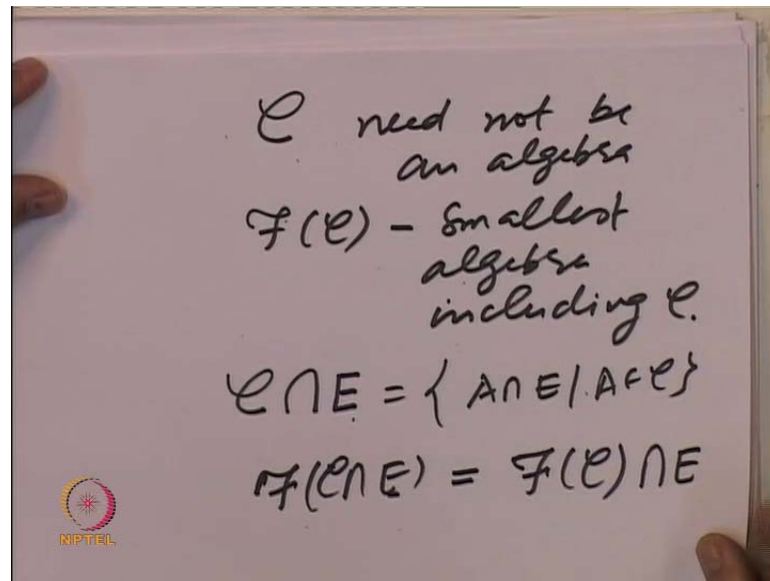 𝒞 need not be
an algebra
ℱ(𝒞) - Smallest
algebra
including 𝒞.
𝒞 ∩ E = { A ∩ E | A ∈ 𝒞 }
ℱ(𝒞 ∩ E) = ℱ(𝒞) ∩ E
NPTEL